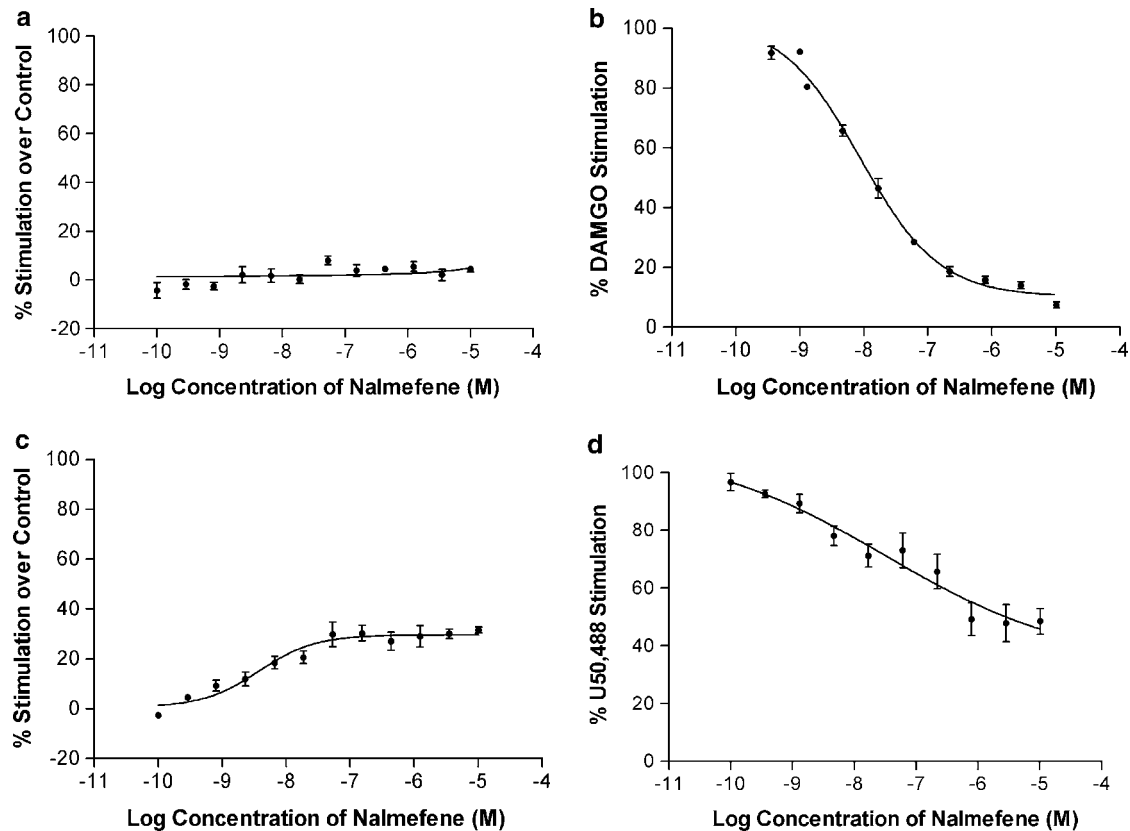 a
% Stimulation over Control
100
80
60
40
20
0
-20
-11 -10 -9 -8 -7 -6 -5 -4
Log Concentration of Nalmefene (M)
b
% DAMGO Stimulation
100
80
60
40
20
0
-11 -10 -9 -8 -7 -6 -5 -4
Log Concentration of Nalmefene (M)
c
% Stimulation over Control
100
80
60
40
20
0
-20
-11 -10 -9 -8 -7 -6 -5 -4
Log Concentration of Nalmefene (M)
d
% U50,488 Stimulation
100
80
60
40
20
0
-11 -10 -9 -8 -7 -6 -5 -4
Log Concentration of Nalmefene (M)